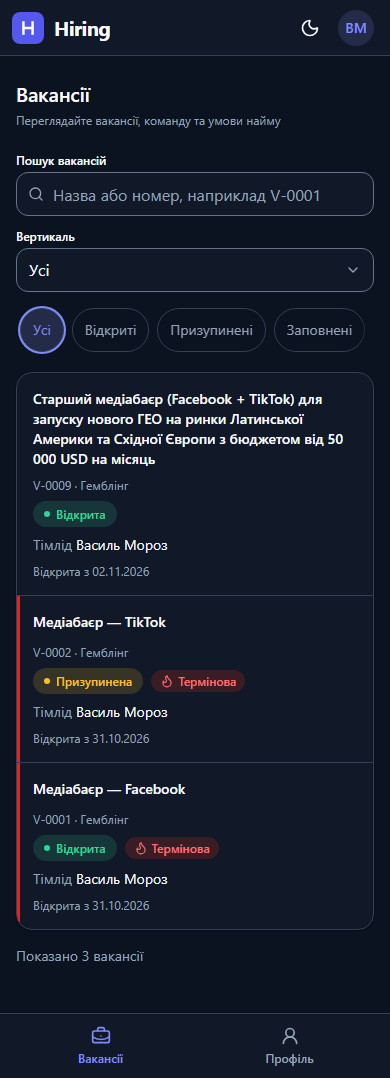 H Hiring BM
Вакансії
Переглядайте вакансії, команду та умови найму
Пошук вакансій
Назва або номер, наприклад V-0001
Вертикаль
Усі
Усі Відкриті Призупинені Заповнені
Старший медіабаєр (Facebook + TikTok) для
запуску нового ГЕО на ринки Латинської
Америки та Східної Європи з бюджетом від 50
000 USD на місяць
V-0009 · Гемблінг
Відкрита
Тімлід Василь Мороз
Відкрита з 02.11.2026
Медіабаєр — TikTok
V-0002 · Гемблінг
Призупинена Термінова
Тімлід Василь Мороз
Відкрита з 31.10.2026
Медіабаєр — Facebook
V-0001 · Гемблінг
Відкрита Термінова
Тімлід Василь Мороз
Відкрита з 31.10.2026
Показано 3 вакансії
Вакансії Профіль